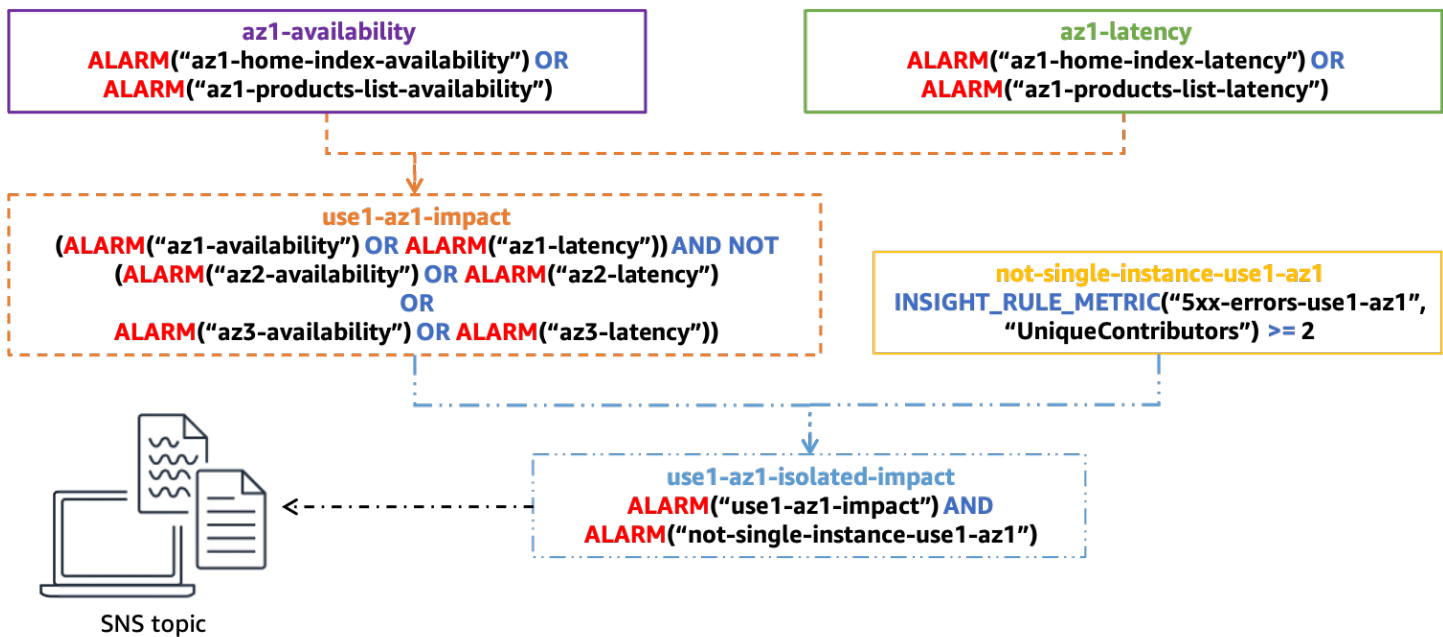 az1-availability
ALARM(“az1-home-index-availability”) OR
ALARM(“az1-products-list-availability”)
az1-latency
ALARM(“az1-home-index-latency”) OR
ALARM(“az1-products-list-latency”)
use1-az1-impact
(ALARM(“az1-availability”) OR ALARM(“az1-latency”)) AND NOT
(ALARM(“az2-availability”) OR ALARM(“az2-latency”)
OR
ALARM(“az3-availability”) OR ALARM(“az3-latency”))
not-single-instance-use1-az1
INSIGHT_RULE_METRIC(“5xx-errors-use1-az1”,
“UniqueContributors”) >= 2
use1-az1-isolated-impact
ALARM(“use1-az1-impact”) AND
ALARM(“not-single-instance-use1-az1”)
SNS topic